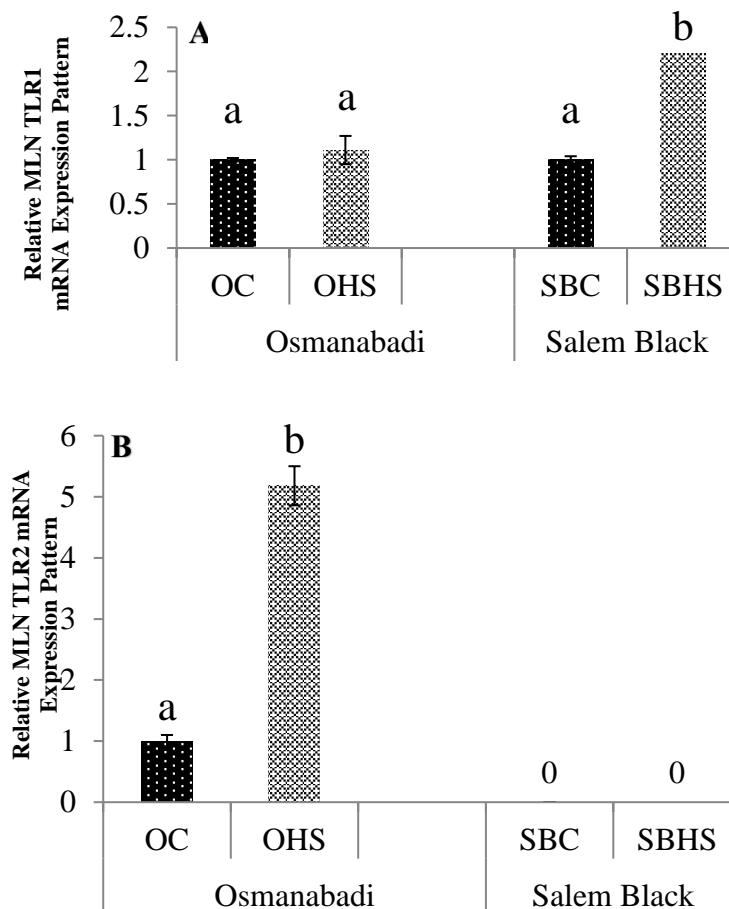 A
Relative MLN TLR1
mRNA Expression Pattern
2.5
2
1.5
1
0.5
0
a
a
a
b
OC
OHS
SBC
SBHS
Osmanabadi
Salem Black
B
Relative MLN TLR2 mRNA
Expression Pattern
6
5
4
3
2
1
0
a
b
0
0
OC
OHS
SBC
SBHS
Osmanabadi
Salem Black